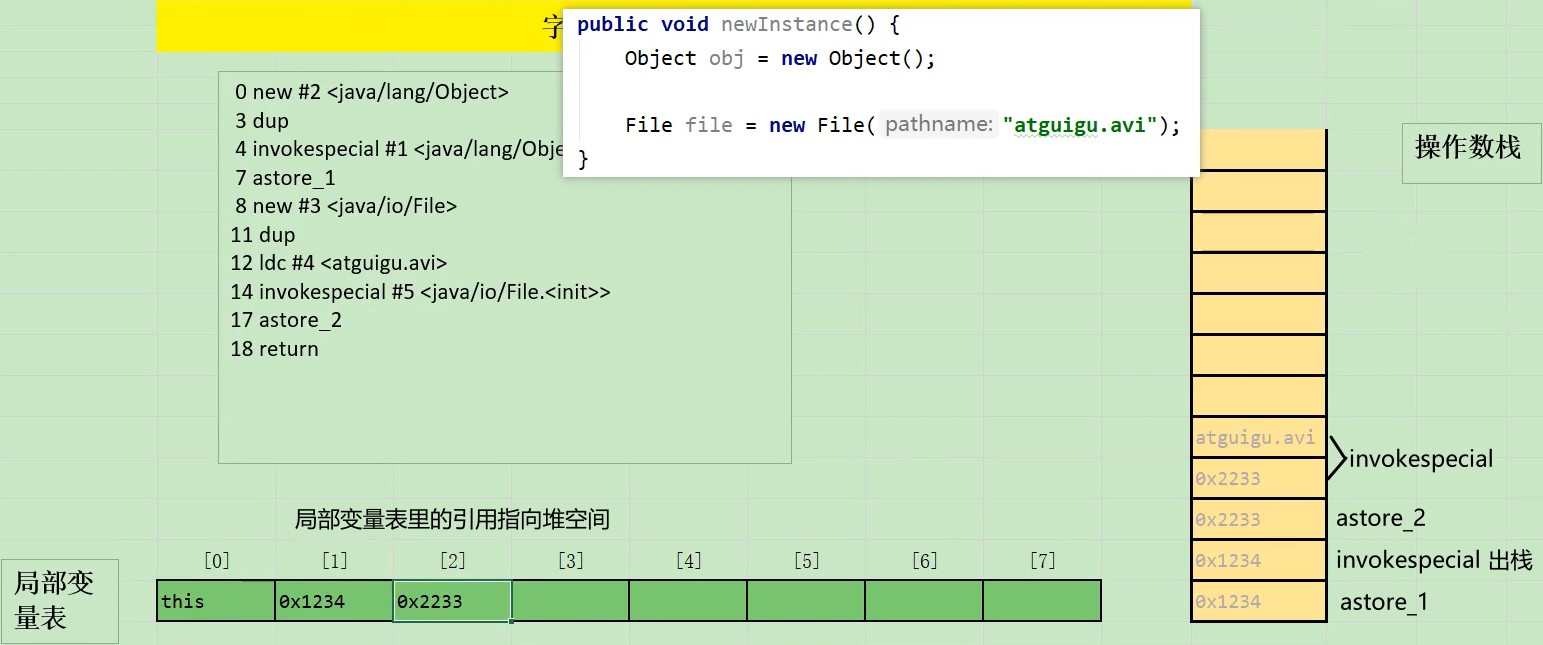 字
public void newInstance() {
Object obj = new Object();
File file = new File( pathname: "atguigu.avi");
}
0 new #2 <java/lang/Object>
3 dup
4 invokespecial #1 <java/lang/Obje
7 astore_1
8 new #3 <java/io/File>
11 dup
12 ldc #4 <atguigu.avi>
14 invokespecial #5 <java/io/File.<init>>
17 astore_2
18 return
操作数栈
atguigu.avi
0x2233
invokespecial
0x2233
astore_2
0x1234
invokespecial 出栈
0x1234
astore_1
局部变量表里的引用指向堆空间
[0] [1] [2] [3] [4] [5] [6] [7]
局部变
量表
this 0x1234 0x2233